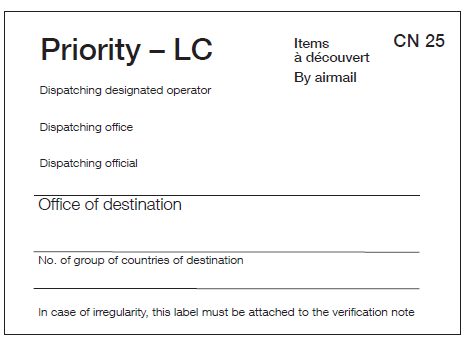 Priority – LC
Items
à découvert
By airmail
CN 25
Dispatching designated operator
Dispatching office
Dispatching official
Office of destination
No. of group of countries of destination
In case of irregularity, this label must be attached to the verification note